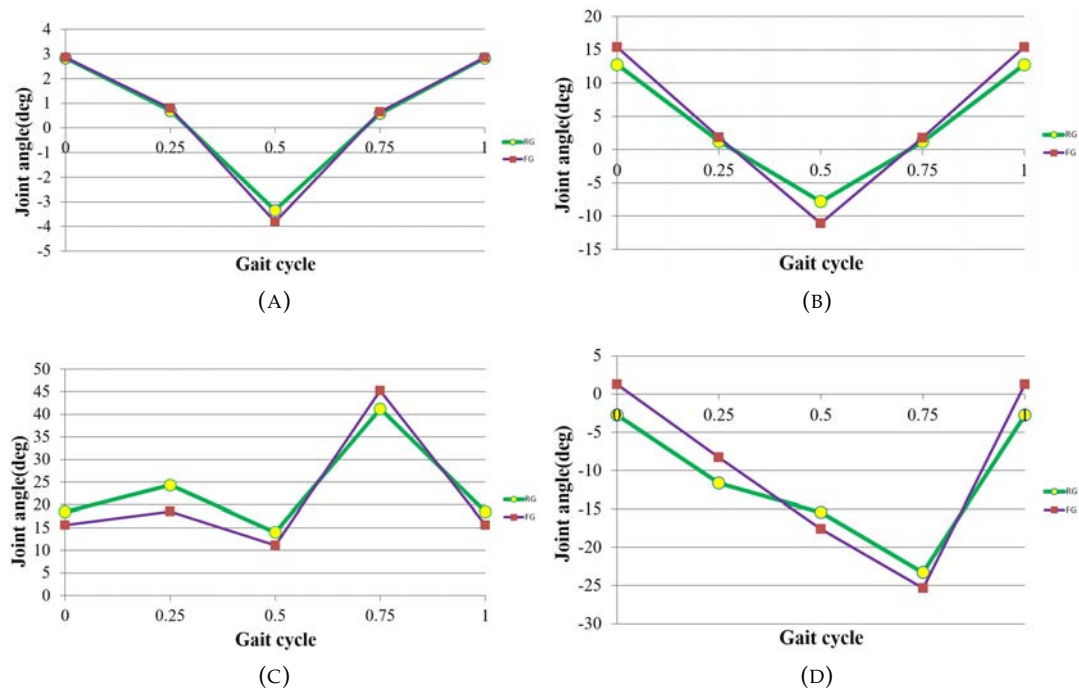 4
3
2
1
0
-1
-2
-3
-4
-5
Joint angle(deg)
0 0.25 0.5 0.75 1
RG
FG
Gait cycle
(A)
20
15
10
5
0
-5
-10
-15
Joint angle(deg)
0 0.25 0.5 0.75 1
RG
FG
Gait cycle
(B)
50
45
40
35
30
25
20
15
10
5
0
Joint angle(deg)
0 0.25 0.5 0.75 1
RG
FG
Gait cycle
(C)
5
0
-5
-10
-15
-20
-25
-30
Joint angle(deg)
0 0.25 0.5 0.75 1
RG
FG
Gait cycle
(D)